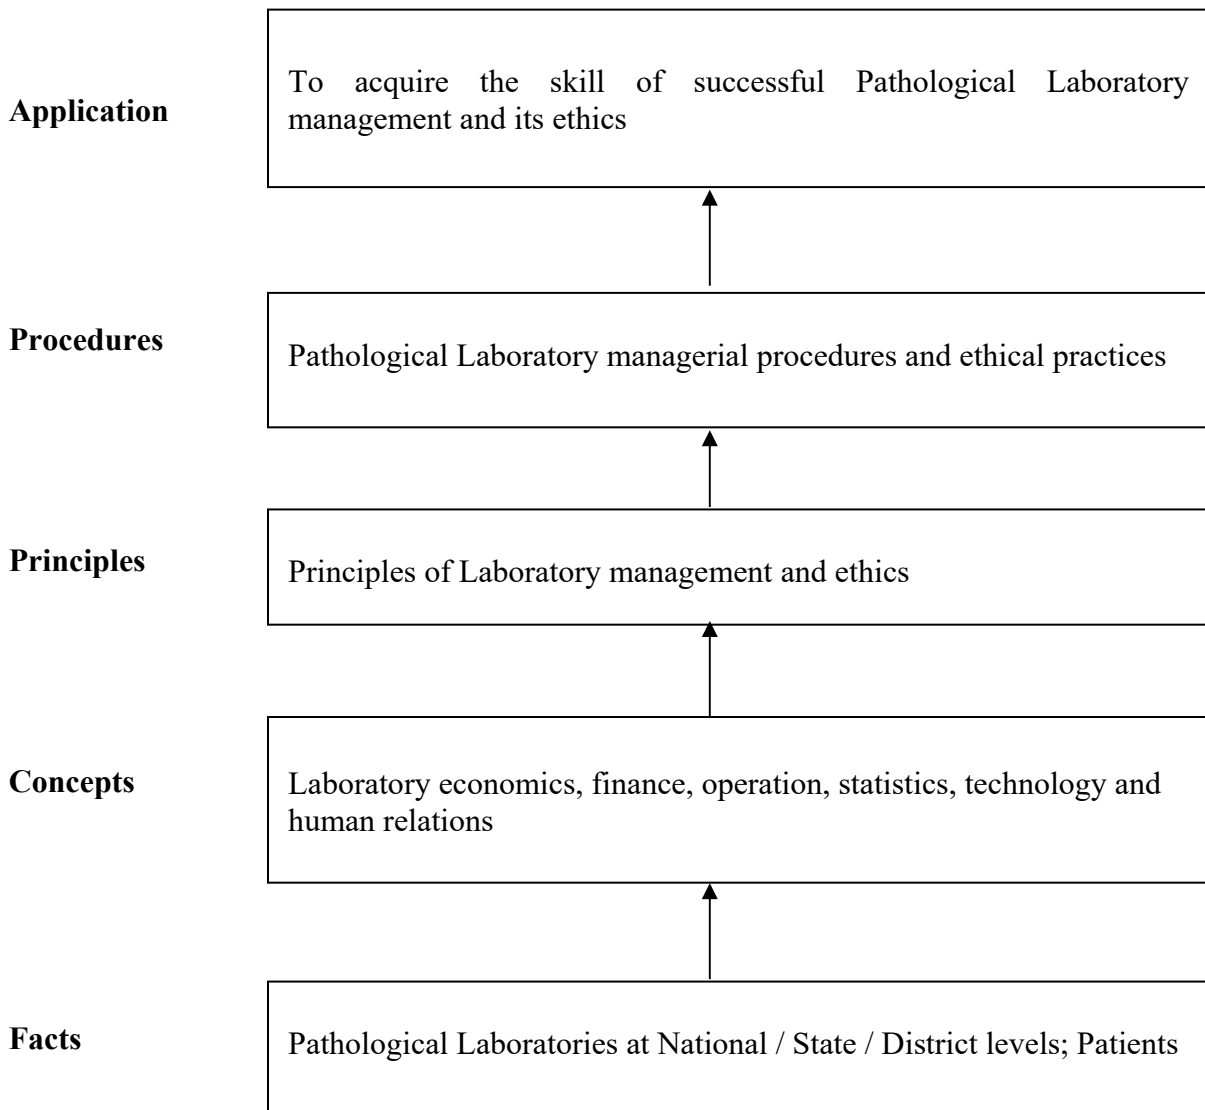 Application
To acquire the skill of successful Pathological Laboratory
management and its ethics
Procedures
Pathological Laboratory managerial procedures and ethical practices
Principles
Principles of Laboratory management and ethics
Concepts
Laboratory economics, finance, operation, statistics, technology and
human relations
Facts
Pathological Laboratories at National / State / District levels; Patients